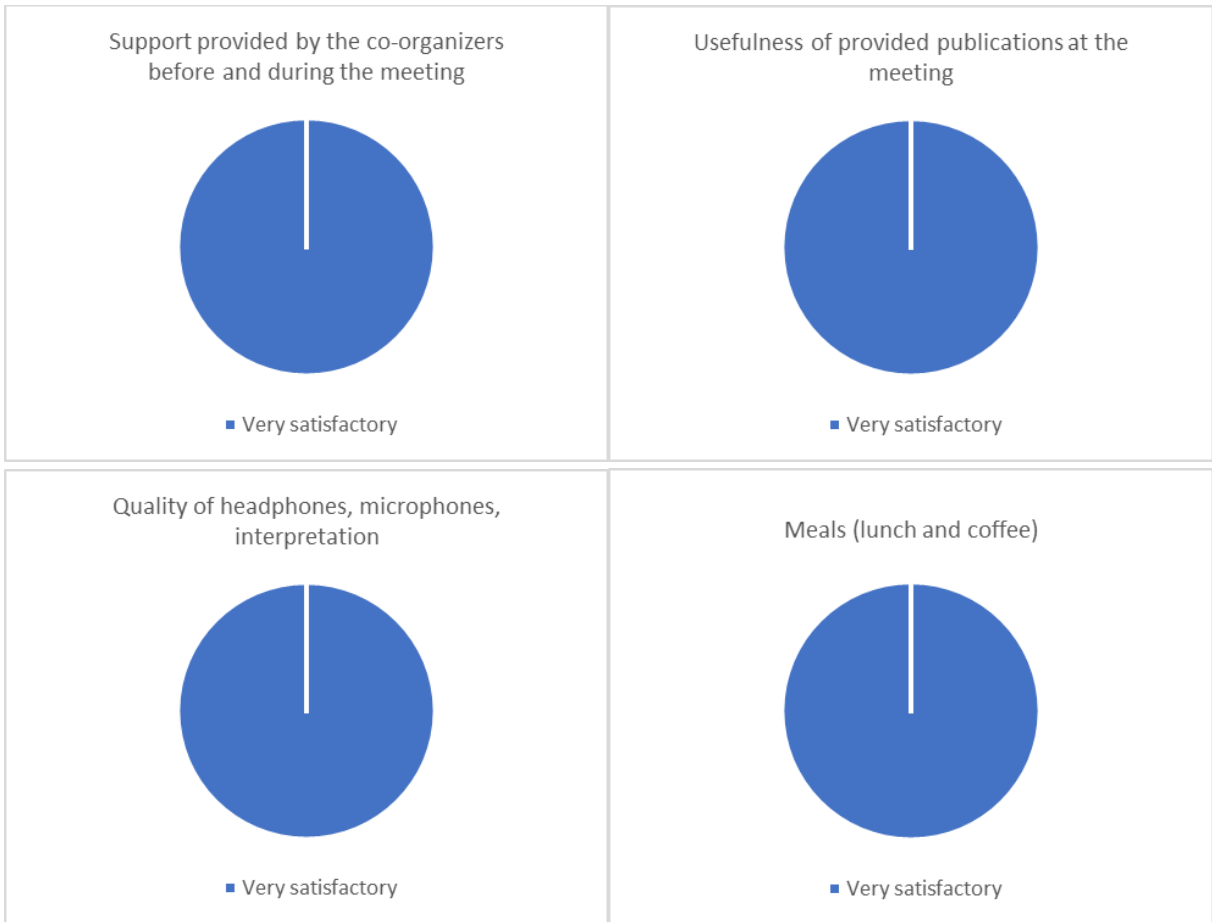 Support provided by the co-organizers
before and during the meeting
Very satisfactory
Usefulness of provided publications at the
meeting
Very satisfactory
Quality of headphones, microphones,
interpretation
Very satisfactory
Meals (lunch and coffee)
Very satisfactory